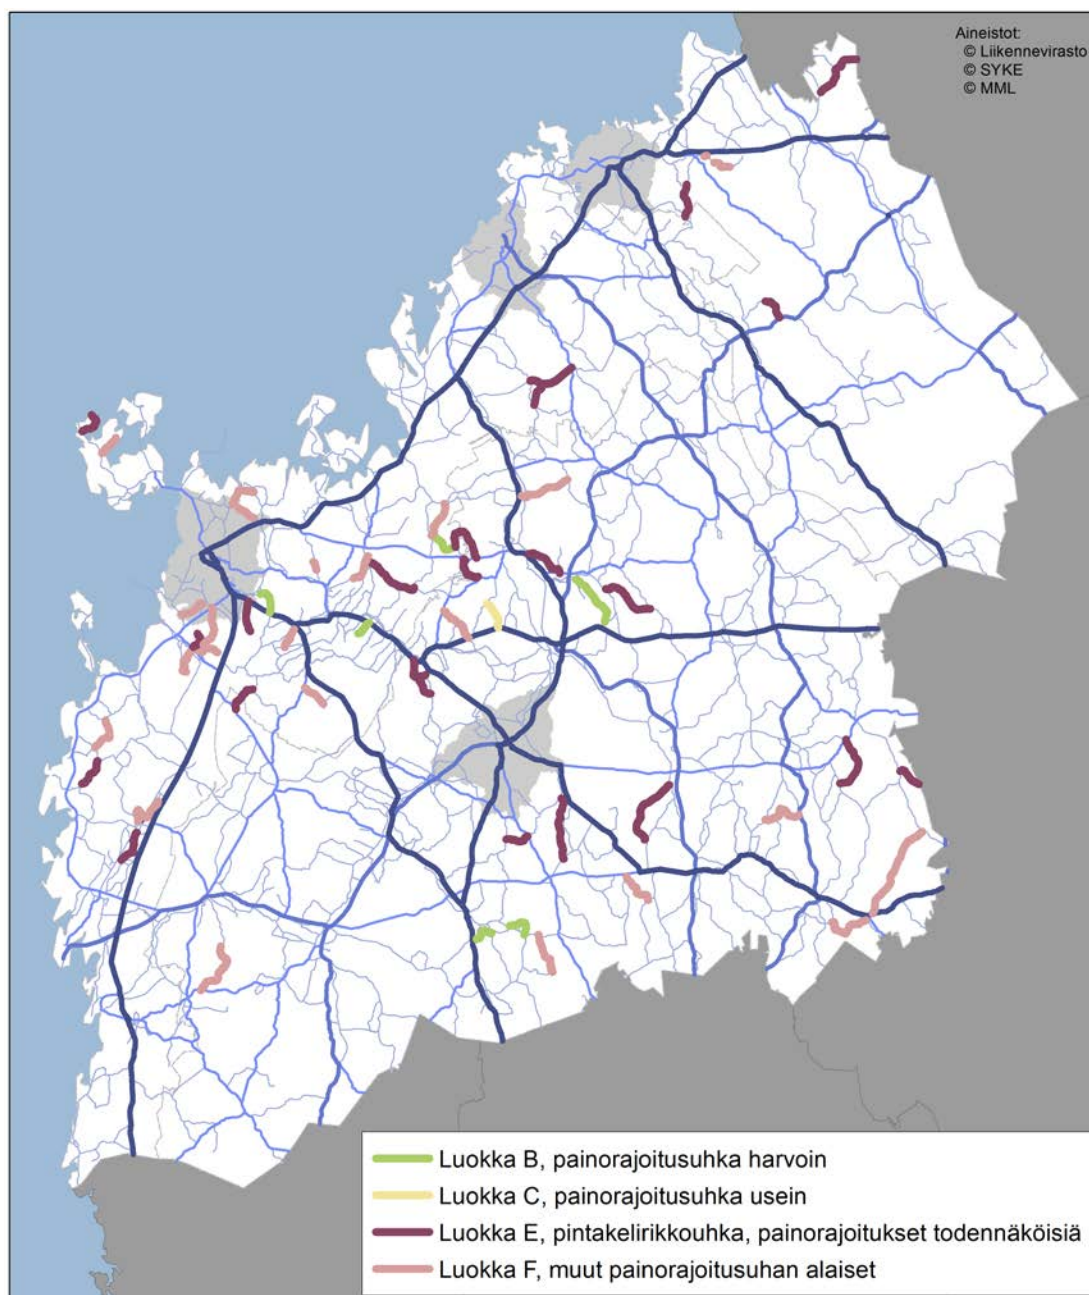 Aineistot:
© Liikennevirasto
© SYKE
© MML
Luokka B, painorajoitusuhka harvoin
Luokka C, painorajoitusuhka usein
Luokka E, pintakelirikkouhka, painorajoitukset todennäköisiä
Luokka F, muut painorajoitusuhan alaiset